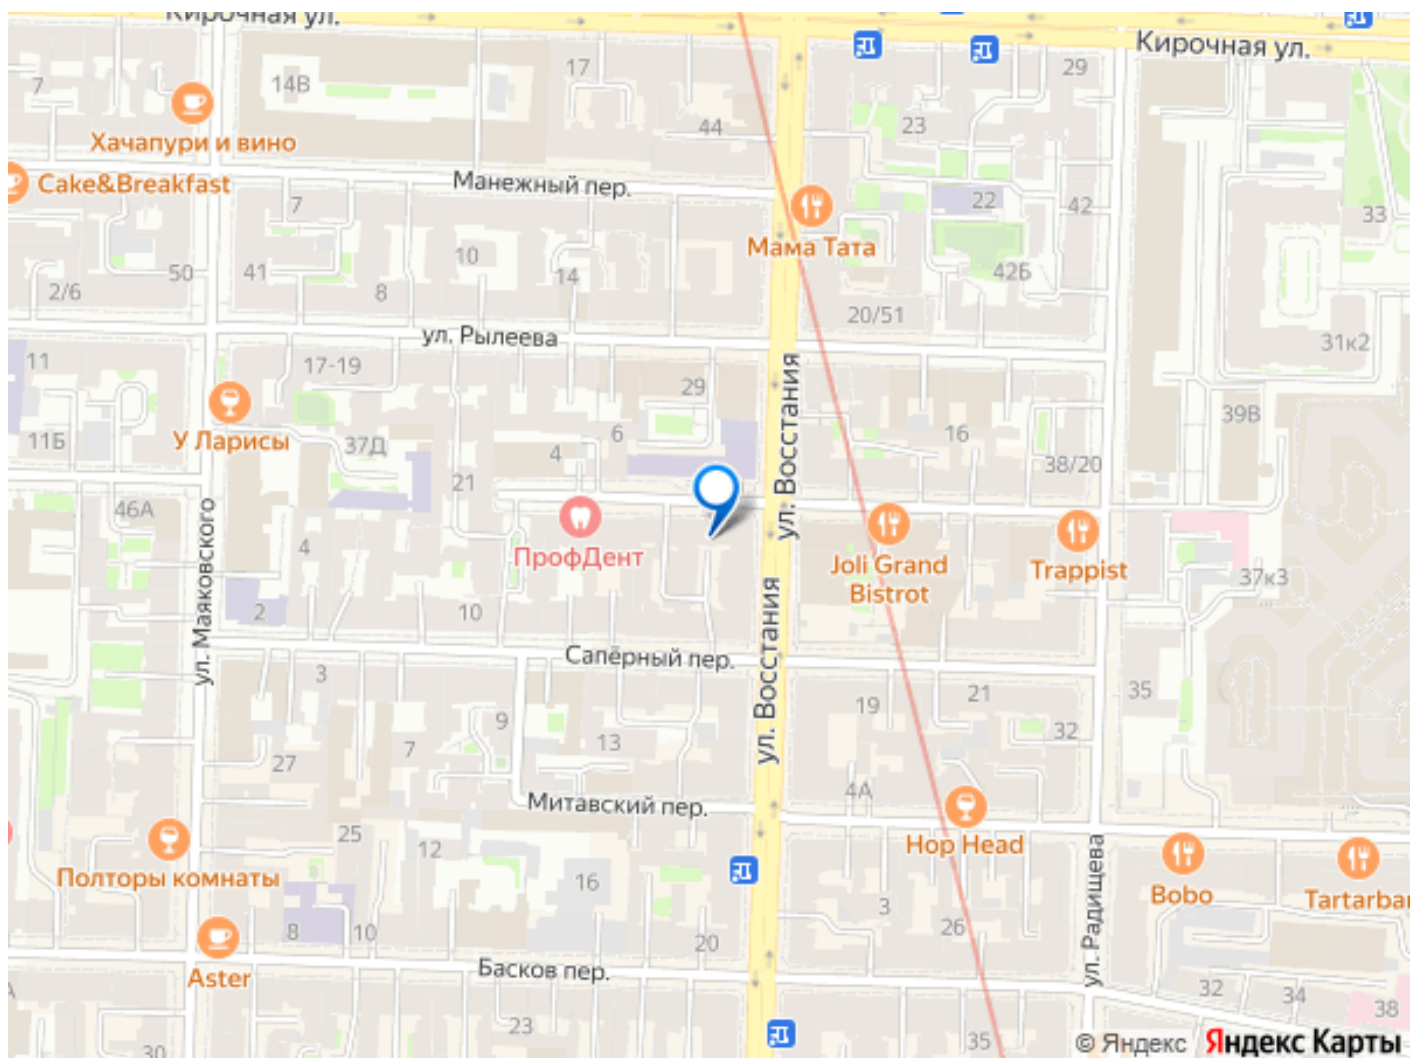 Кирочная ул.
Кирочная ул.
17
29
14В
7
44
23
Хачапури и вино
Манежный пер.
Cake&Breakfast
7
22
42
33
Мама Тата
10
50
41
14
42Б
2/6
8
20/51
ул. Рылеева
31к2
11
17-19
29
39В
У Ларисы
11Б
37Д
6
4
16
38/20
21
ул. Восстания
46А
ул. Маяковского
4
ПрофДент
Joli Grand
Bistrot
Trappist
37к3
2
10
ул. Восстания
Сапёрный пер.
3
35
9
19
21
32
7
13
27
4А
Митавский пер.
25
Hop Head
12
ул. Радищева
Полторы комнаты
16
Bobo
Tartarbar
3
26
8
10
20
Aster
Басков пер.
32
34
38
23
35
30
© Яндекс Яндекс Карты